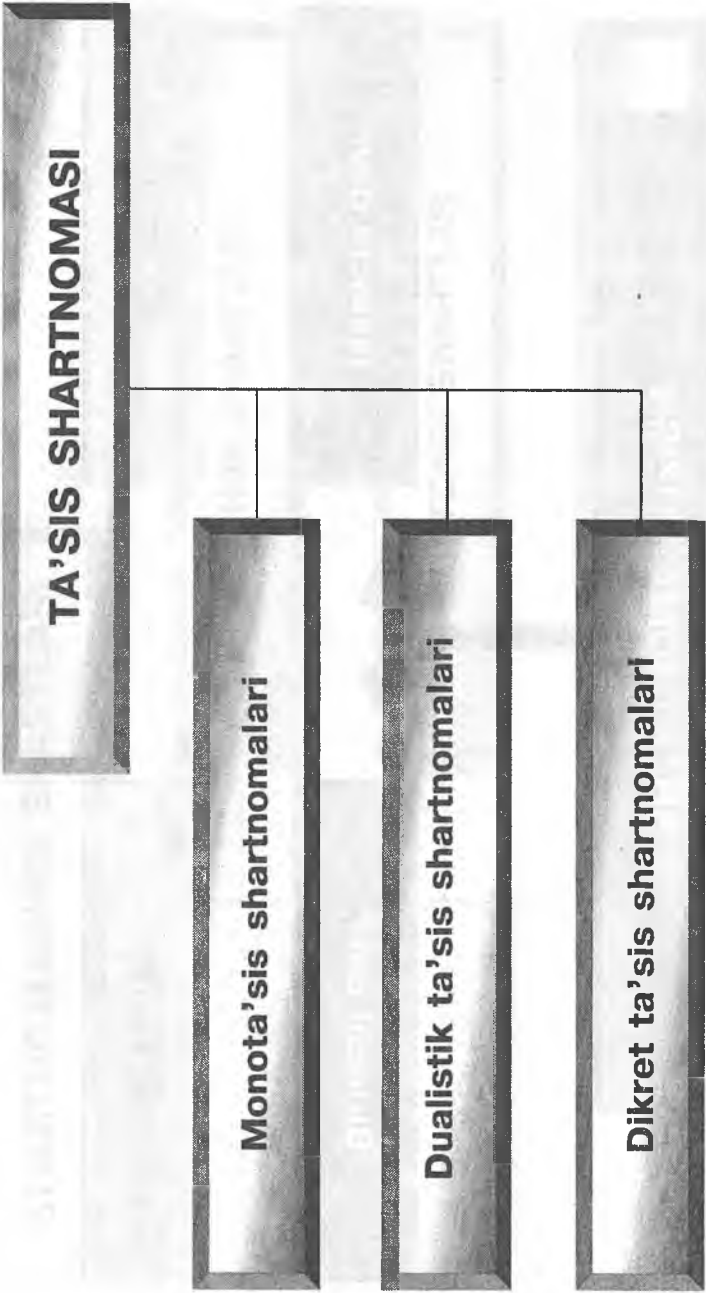 TA’SIS SHARTNOMASI
Monota’sis shartnomalari
Dualistik ta’sis shartnomalari
Dikret ta’sis shartnomalari